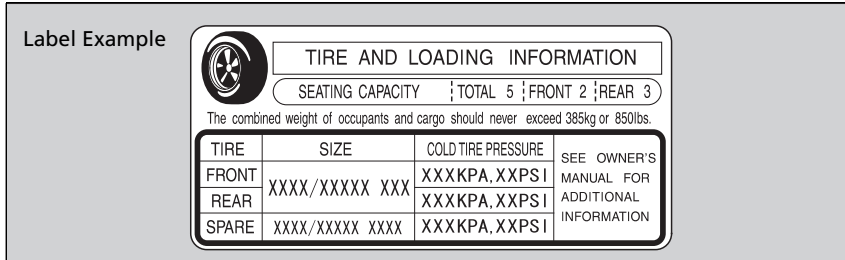 Label Example
TIRE AND LOADING INFORMATION
SEATING CAPACITY TOTAL 5 FRONT 2 REAR 3
The combined weight of occupants and cargo should never exceed 385kg or 850lbs.
TIRE SIZE COLD TIRE PRESSURE SEE OWNER'S MANUAL FOR ADDITIONAL INFORMATION
FRONT XXXX/XXXXX XXX XXXKPA,XXPSI
REAR XXXKPA,XXPSI
SPARE XXXX/XXXXX XXXX XXXKPA,XXPSI